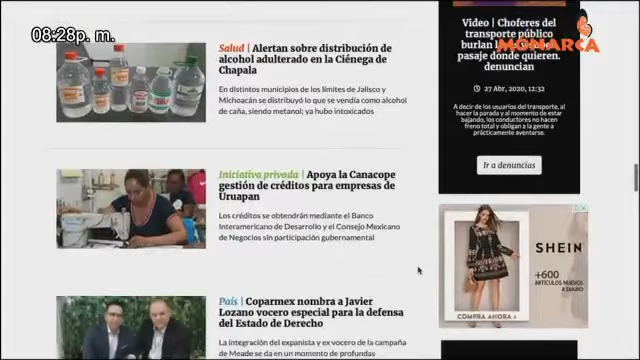 08:28p. m.
Salud | Alertan sobre distribución de
alcohol adulterado en la Ciénega de
Chapala
En distintos municipios de los límites de Jalisco y
Michoacán se distribuyó lo que se vendía como alcohol
de caña, siendo metanol; ya hubo intoxicados
Iniciativa privada | Apoya la Canacope
gestión de créditos para empresas de
Uruapan
Los créditos se obtendrán mediante el Banco
Interamericano de Desarrollo y el Consejo Mexicano
de Negocios sin participación gubernamental
País | Coparmex nombra a Javier
Lozano vocero especial para la defensa
del Estado de Derecho
La integración del expanista y ex vocero de la campaña
de Meade se da en un momento de profundas
MONARCA
Video | Choferes del
transporte público
burlan
pasaje donde quieren,
denuncian
27 Abr, 2020, 12:32
A decir de los usuarios del transporte, al
hacer la parada y al momento de estar
bajando, los conductores no hacen
freno total y obligan a la gente a
prácticamente aventarse.
Ir a denuncias
SHEIN
+600
ARTÍCULOS NUEVOS
A DIARIO
COMPRA AHORA